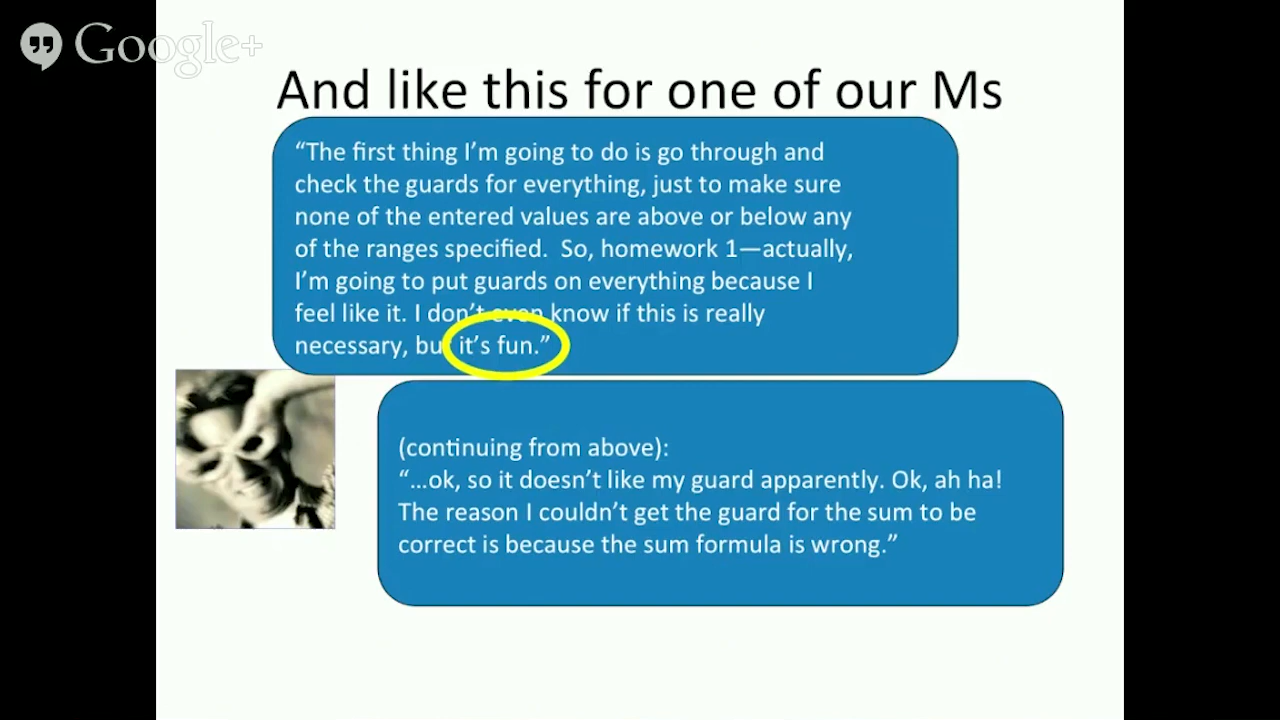 Google+
And like this for one of our Ms
“The first thing I’m going to do is go through and
check the guards for everything, just to make sure
none of the entered values are above or below any
of the ranges specified. So, homework 1—actually,
I’m going to put guards on everything because I
feel like it. I don’t even know if this is really
necessary, but it’s fun.”
(continuing from above):
“…ok, so it doesn’t like my guard apparently. Ok, ah ha!
The reason I couldn’t get the guard for the sum to be
correct is because the sum formula is wrong.”